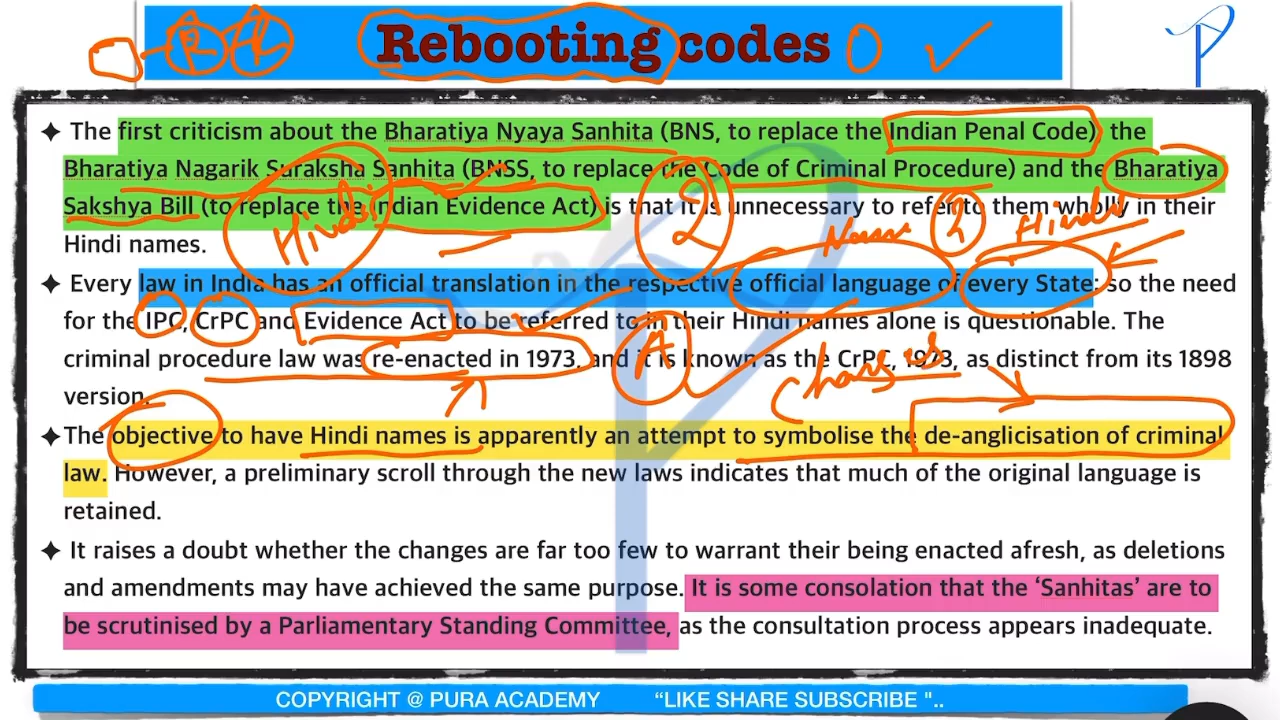 R R Rebooting codes
✦ The first criticism about the Bharatiya Nyaya Sanhita (BNS, to replace the Indian Penal Code) the
Bharatiya Nagarik Suraksha Sanhita (BNSS, to replace the Code of Criminal Procedure) and the Bharatiya
Sakshya Bill (to replace the Indian Evidence Act) is that it is unnecessary to refer to them wholly in their
Hindi names.
Hindi 2 Name 2 Hindi
✦ Every law in India has an official translation in the respective official language of every State; so the need
for the IPC, CrPC and Evidence Act to be referred to in their Hindi names alone is questionable. The
criminal procedure law was re-enacted in 1973, and it is known as the CrPC, 1973, as distinct from its 1898
version.
A Changes
✦ The objective to have Hindi names is apparently an attempt to symbolise the de-anglicisation of criminal
law. However, a preliminary scroll through the new laws indicates that much of the original language is
retained.
✦ It raises a doubt whether the changes are far too few to warrant their being enacted afresh, as deletions
and amendments may have achieved the same purpose. It is some consolation that the ‘Sanhitas’ are to
be scrutinised by a Parliamentary Standing Committee, as the consultation process appears inadequate.
COPYRIGHT @ PURA ACADEMY “LIKE SHARE SUBSCRIBE "..